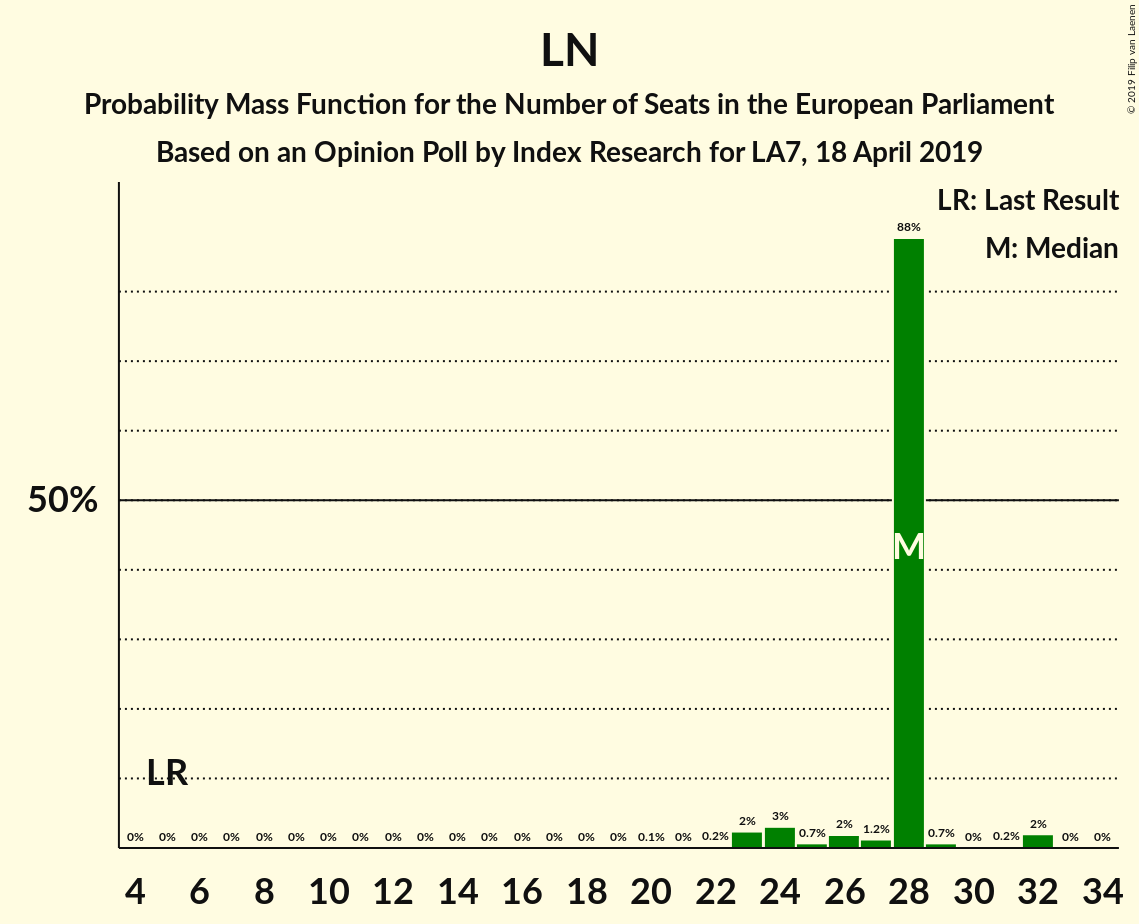 LN
Probability Mass Function for the Number of Seats in the European Parliament
Based on an Opinion Poll by Index Research for LA7, 18 April 2019
© 2019 Filip van Laenen
LR: Last Result
M: Median
88%
50%
M
LR
0% 0% 0% 0% 0% 0% 0% 0% 0% 0% 0% 0% 0% 0% 0% 0% 0.1% 0% 0.2% 2% 3% 0.7% 2% 1.2% 0.7% 0% 0.2% 2% 0% 0%
4 6 8 10 12 14 16 18 20 22 24 26 28 30 32 34